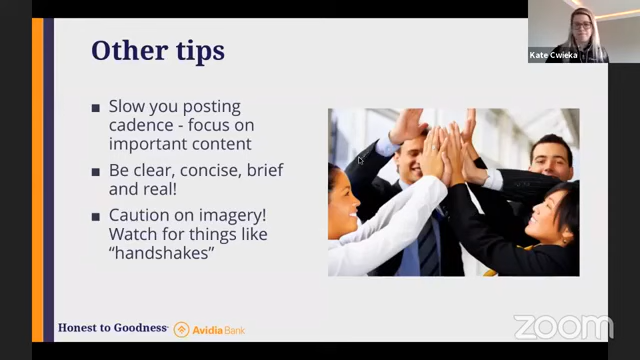 Other tips
Kate Cwieka
■ Slow you posting
cadence - focus on
important content
■ Be clear, concise, brief
and real!
■ Caution on imagery!
Watch for things like
“handshakes”
Honest to Goodness
Avidia Bank
zoom